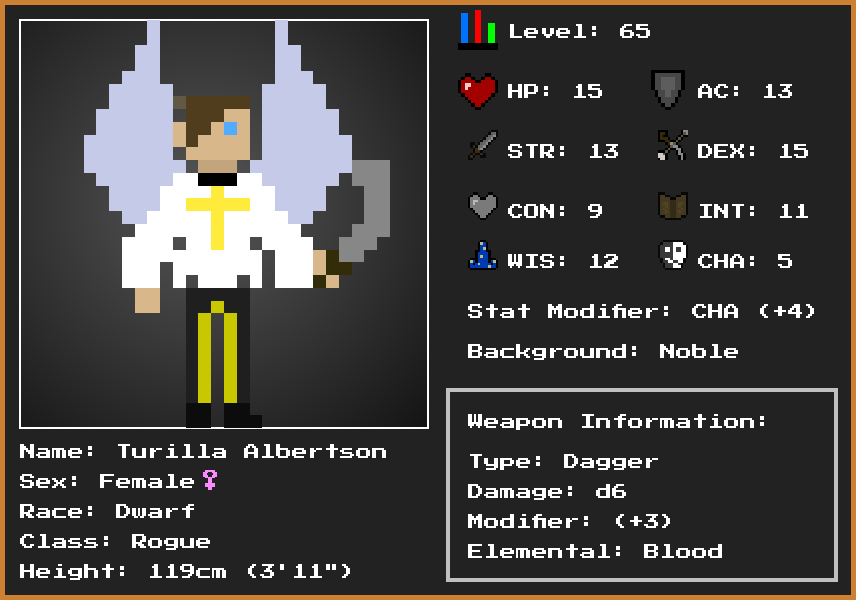 Level: 65
HP: 15
AC: 13
STR: 13
DEX: 15
CON: 9
INT: 11
WIS: 12
CHA: 5
Stat Modifier: CHA (+4)
Background: Noble
Weapon Information:
Type: Dagger
Damage: d6
Modifier: (+3)
Elemental: Blood
Name: Turilla Albertson
Sex: Female♀
Race: Dwarf
Class: Rogue
Height: 119cm (3'11")